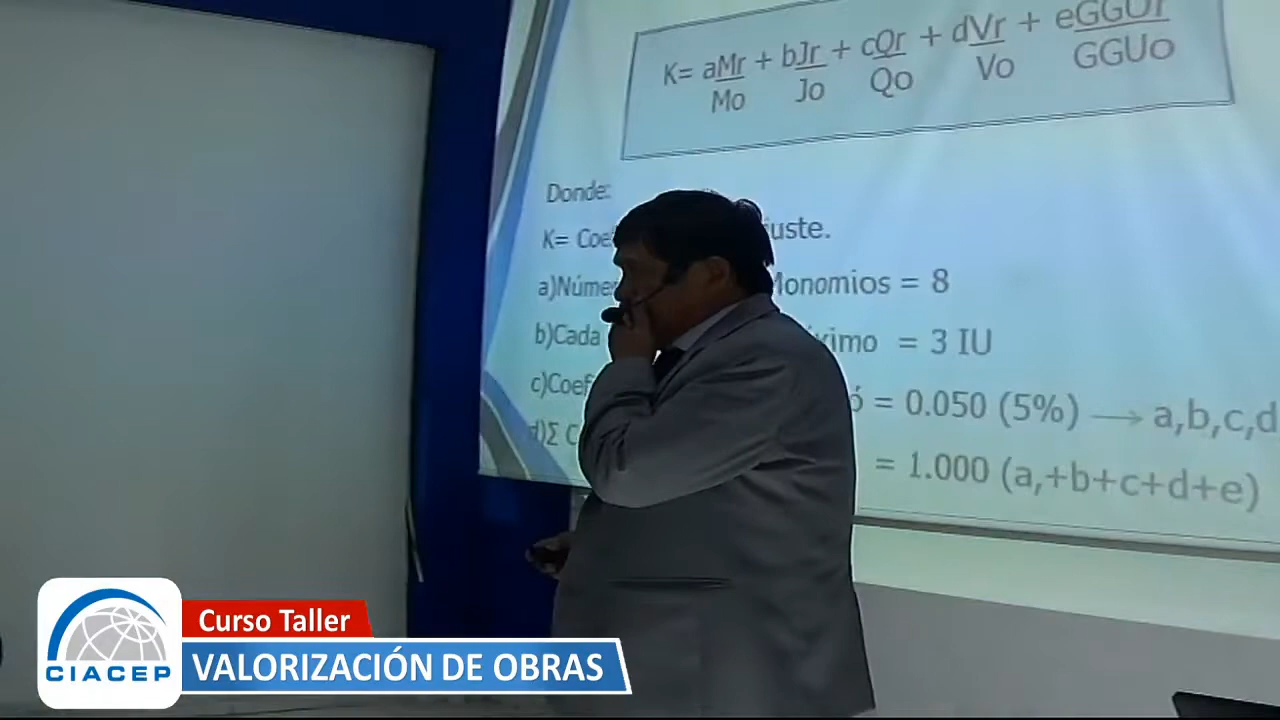 K= aMr + bJr + cQr + dVr + eGGUr
Mo Jo Qo Vo GGUo
Donde:
K= Coe juste.
a)Núme Monomios = 8
b)Cada ximo = 3 IU
c)Coef ó = 0.050 (5%) → a,b,c,d
d)Σ C = 1.000 (a,+b+c+d+e)
Curso Taller
VALORIZACIÓN DE OBRAS
CIACEP